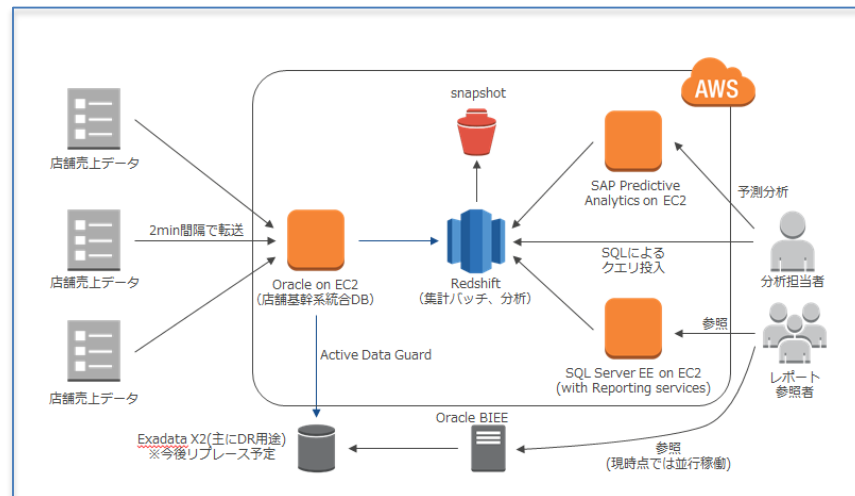 AWS
snapshot
店舗売上データ
SAP Predictive
Analytics on EC2
予測分析
2min間隔で転送
店舗売上データ
Oracle on EC2
(店舗基幹系統合DB)
Redshift
(集計バッチ、分析)
SQLによる
クエリ投入
分析担当者
店舗売上データ
Active Data Guard
参照
SQL Server EE on EC2
(with Reporting services)
レポート
参照者
Exadata X2(主にDR用途)
※今後リプレース予定
Oracle BIEE
参照
(現時点では並行稼働)